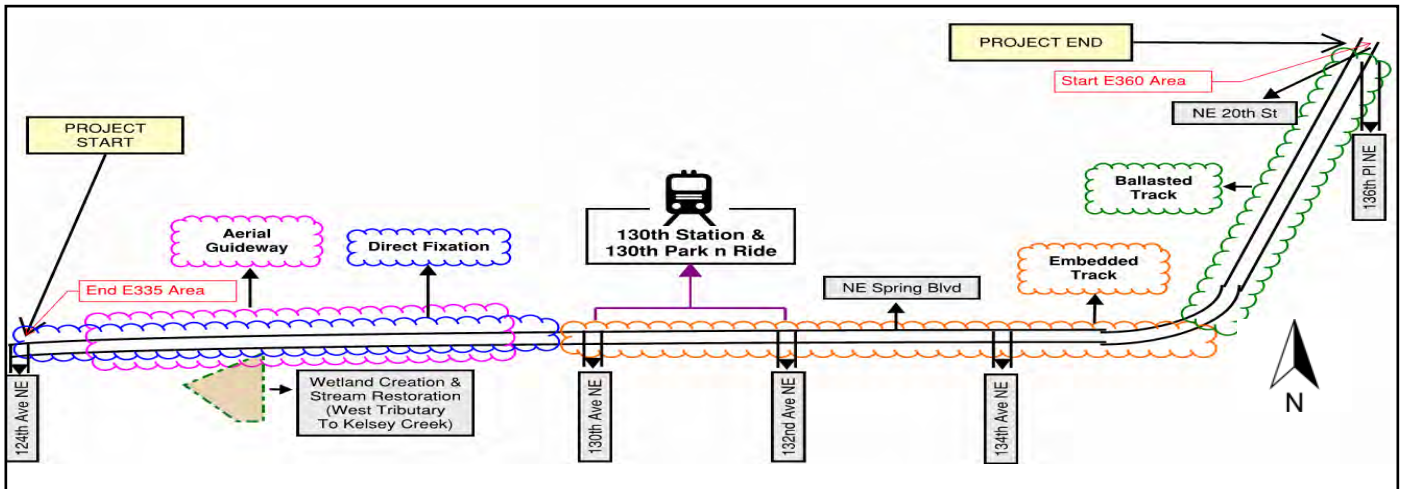 PROJECT END
Start E360 Area
NE 20th St
136th Pl NE
PROJECT
START
Ballasted
Track
130th Station &
130th Park n Ride
Aerial
Guideway
Direct Fixation
Embedded
Track
End E335 Area
NE Spring Blvd
124th Ave NE
Wetland Creation &
Stream Restoration
(West Tributary
To Kelsey Creek)
130th Ave NE
132nd Ave NE
134th Ave NE
N